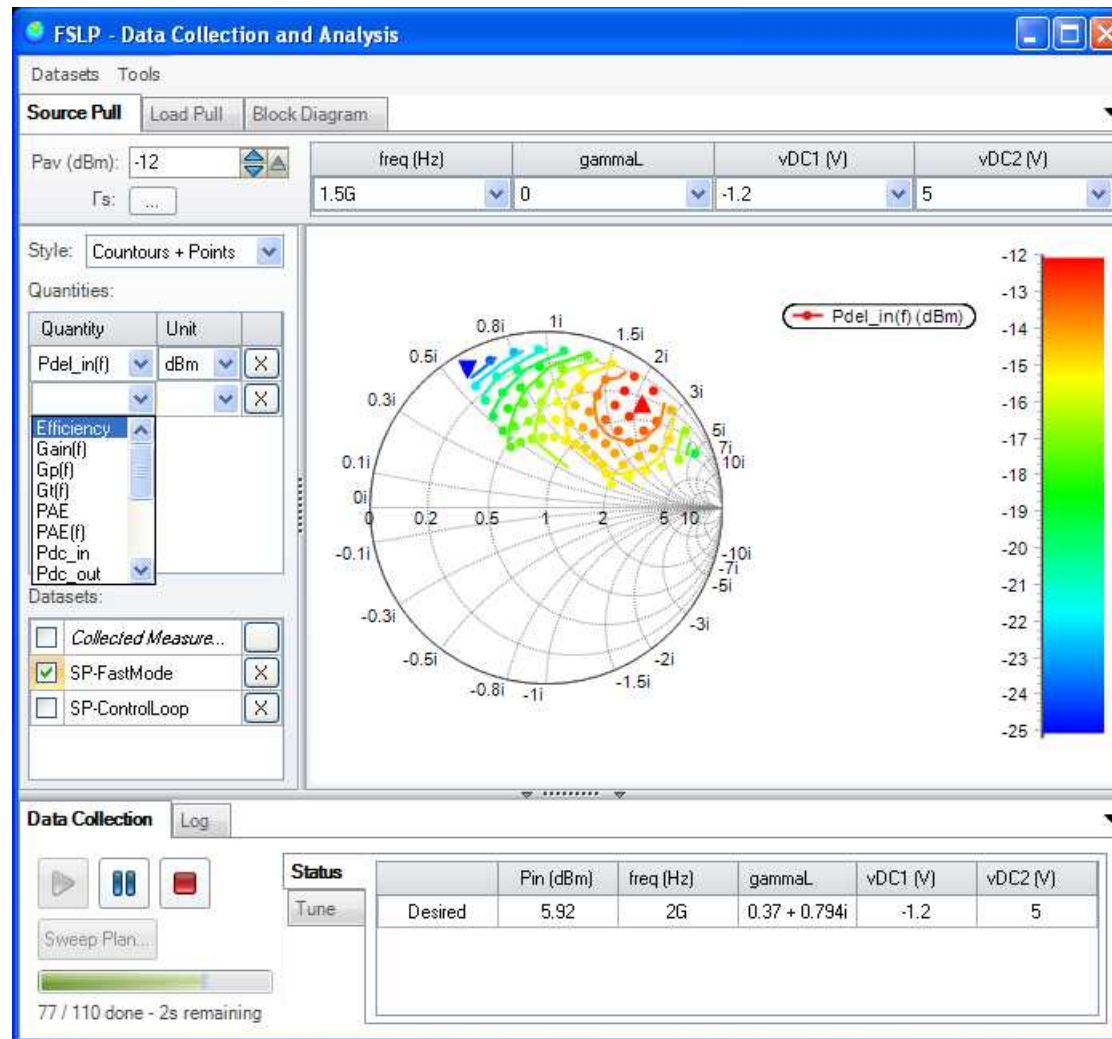 FSLP - Data Collection and Analysis
Datasets Tools
Source Pull Load Pull Block Diagram
Pav (dBm): -12
Γs: ...
freq (Hz) gammaL vDC1 (V) vDC2 (V)
1.5G 0 -1.2 5
Style: Countours + Points
Quantities:
Quantity Unit
Pdel_in(f) dBm X
X
Efficiency
Gain(f)
Gp(f)
Gt(f)
PAE
PAE(f)
Pdc_in
Pdc_out
Datasets:
Collected Measure...
SP-FastMode X
SP-ControlLoop X
Pdel_in(f) (dBm)
0.8i 1i 1.5i
0.5i 2i
0.3i 3i
5i
7i
0.1i 10i
0i
0 0.2 0.5 1 2 5 10
-0.1i -10i
-7i
-5i
-0.3i -3i
-0.5i -2i
-0.8i -1i -1.5i
-12
-13
-14
-15
-16
-17
-18
-19
-20
-21
-22
-23
-24
-25
Data Collection Log
Sweep Plan...
77 / 110 done - 2s remaining
Status
Tune
Pin (dBm) freq (Hz) gammaL vDC1 (V) vDC2 (V)
Desired 5.92 2G 0.37 + 0.794i -1.2 5